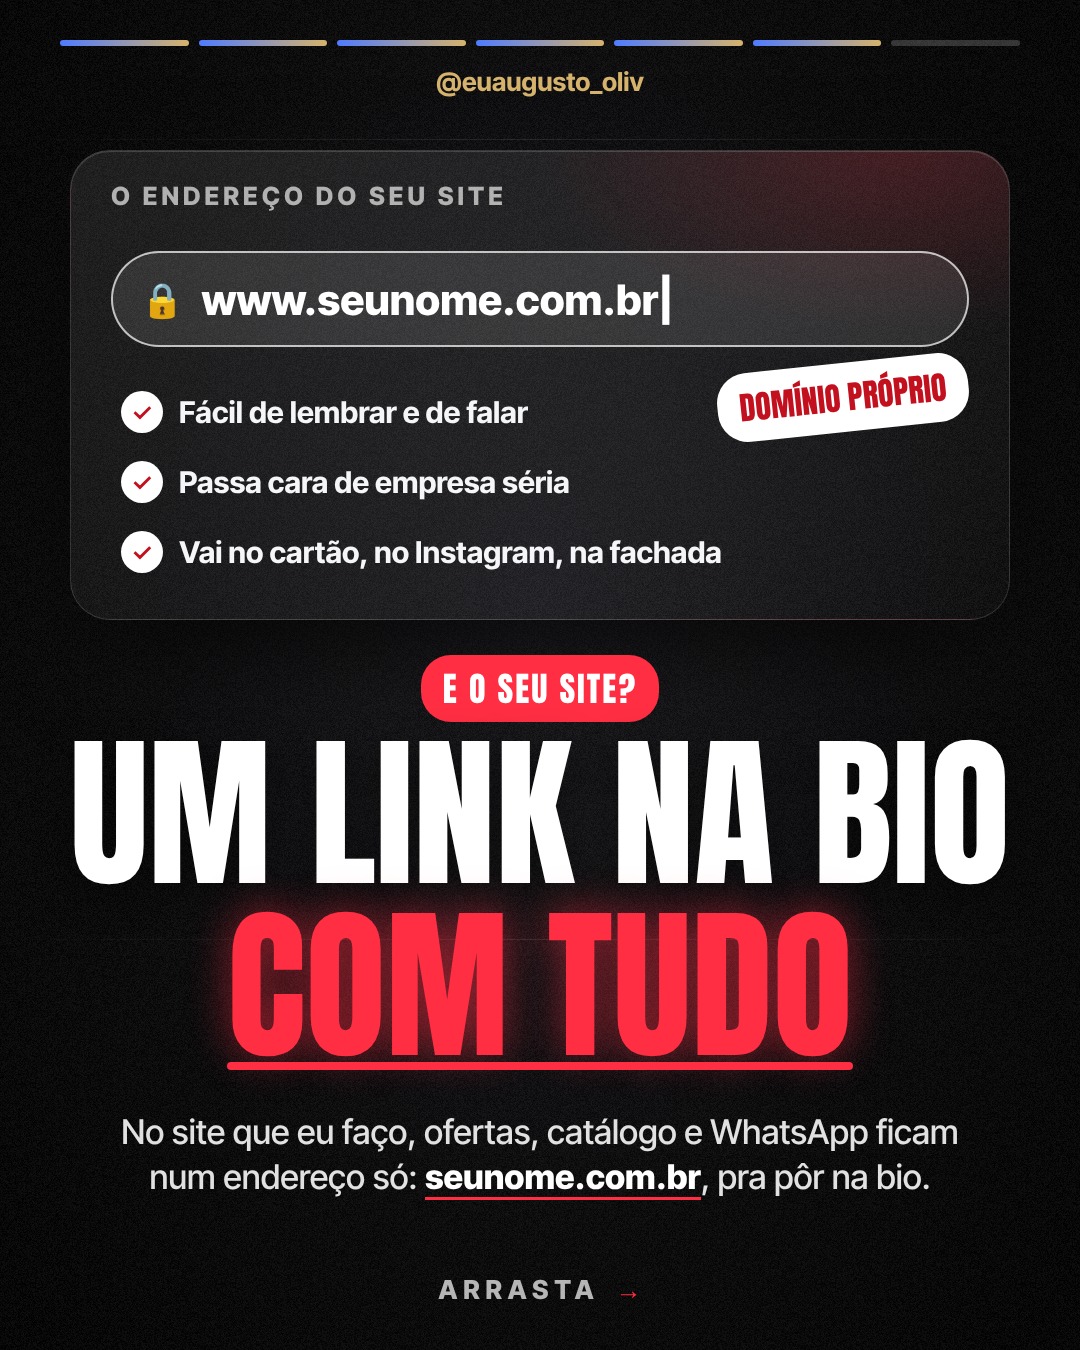 @euaugusto_oliv
O ENDEREÇO DO SEU SITE
www.seunome.com.br
DOMÍNIO PRÓPRIO
Fácil de lembrar e de falar
Passa cara de empresa séria
Vai no cartão, no Instagram, na fachada
E O SEU SITE?
UM LINK NA BIO
COM TUDO
No site que eu faço, ofertas, catálogo e WhatsApp ficam
num endereço só: seunome.com.br, pra pôr na bio.
ARRASTA →